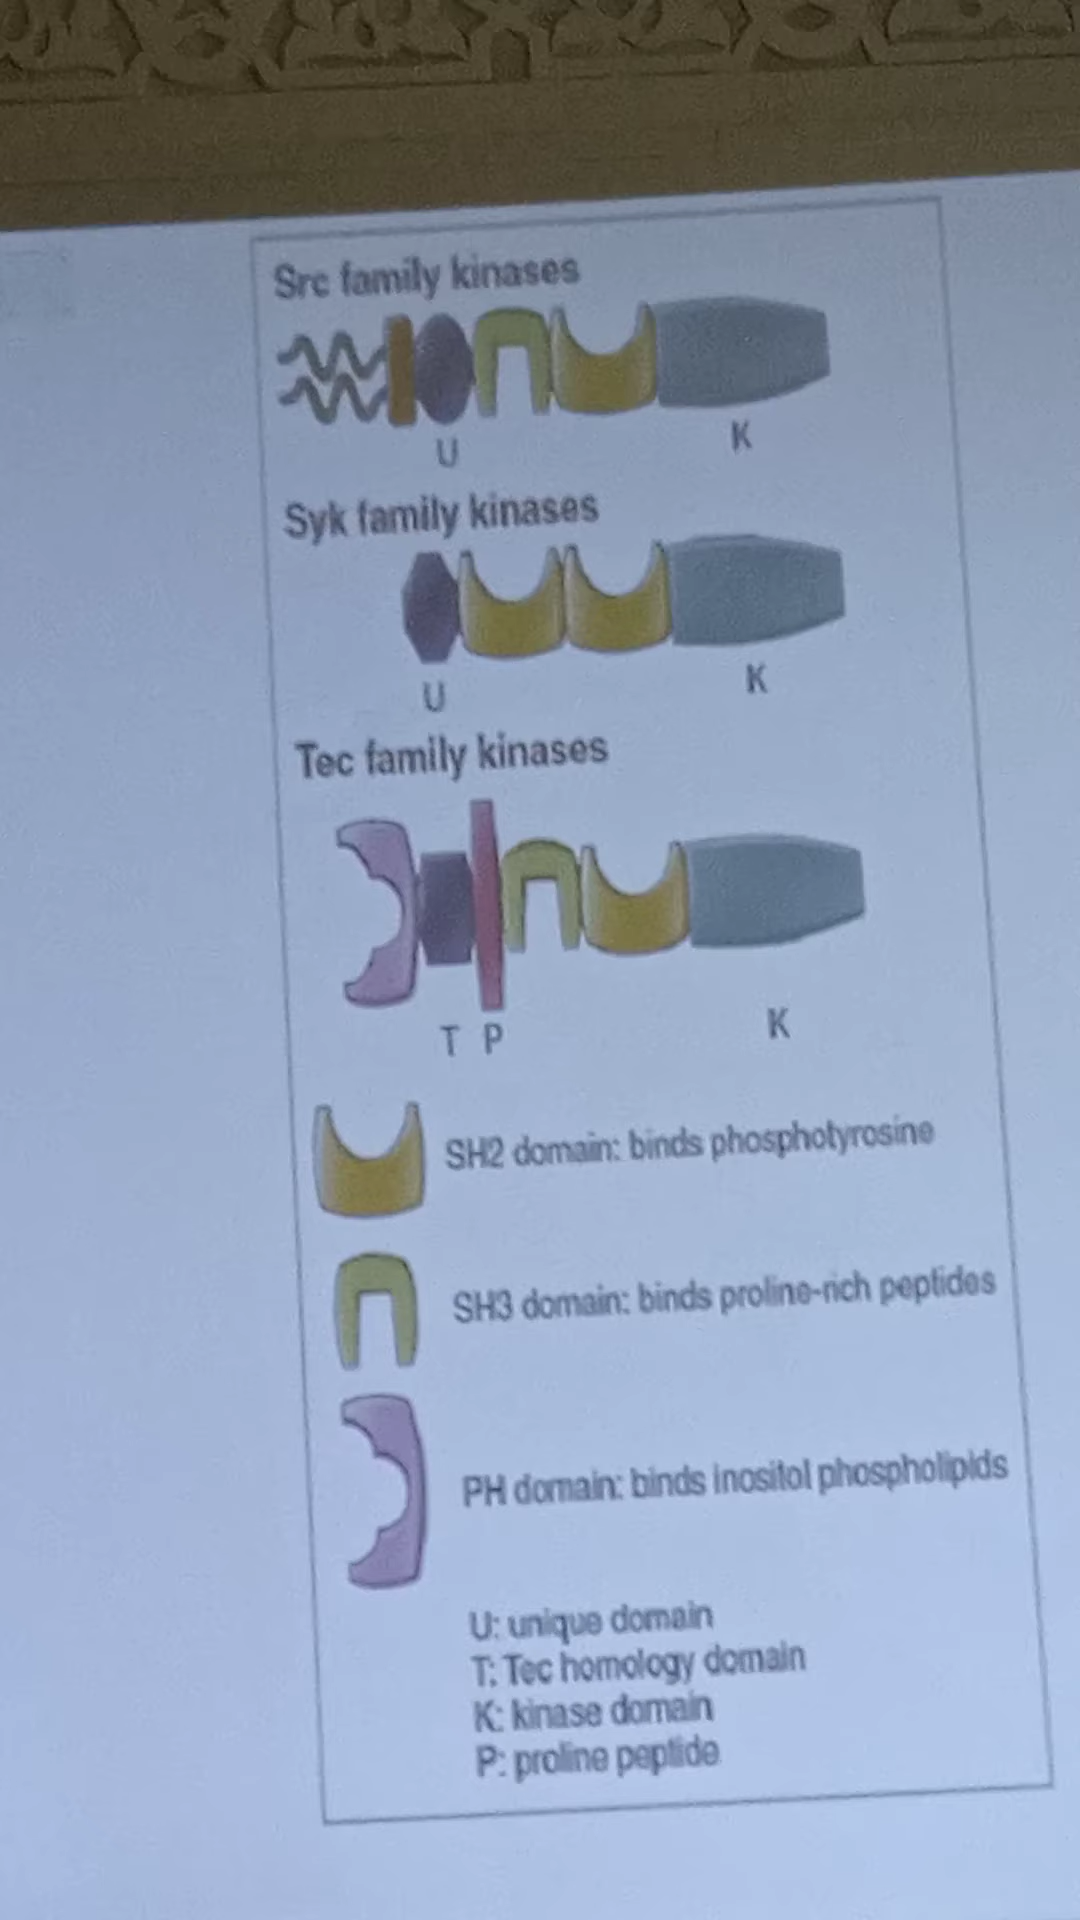 Src family kinases
U K
Syk family kinases
U K
Tec family kinases
T P K
SH2 domain: binds phosphotyrosine
SH3 domain: binds proline-rich peptides
PH domain: binds inositol phospholipids
U: unique domain
T: Tec homology domain
K: kinase domain
P: proline peptide